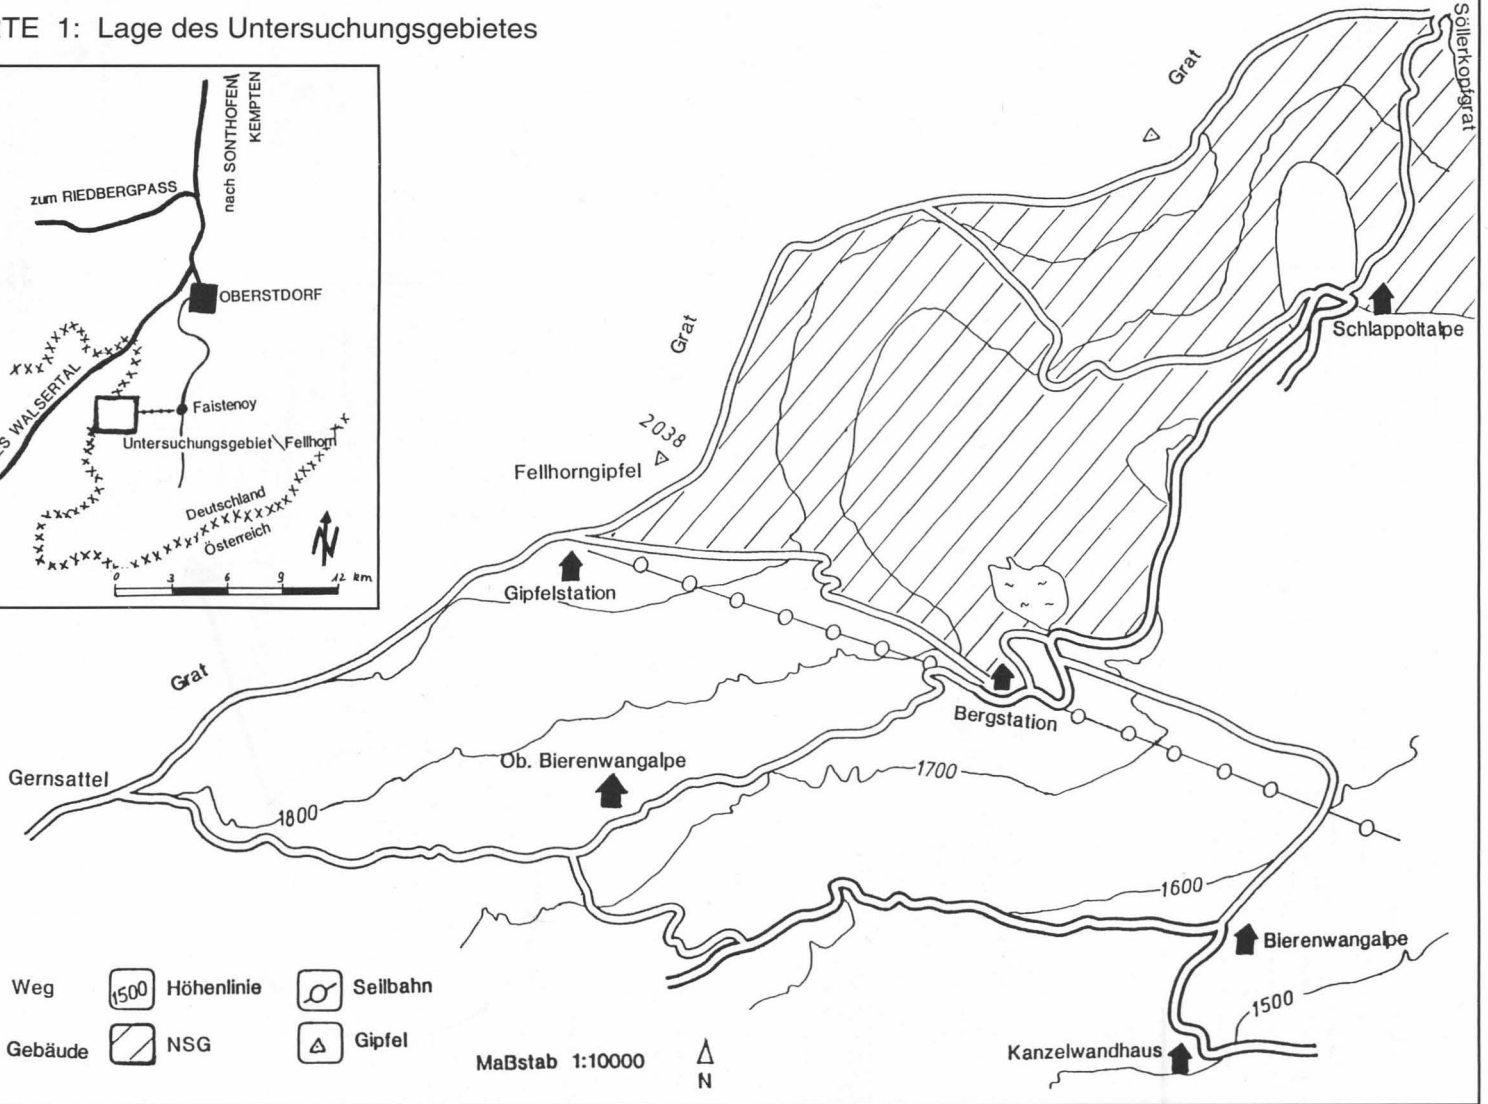 TE 1: Lage des Untersuchungsgebietes
nach SONTHOFEN
KEMPTEN
zum RIEDBERGPASS
OBERSTDORF
S WALSERTAL
Faistenoy
Untersuchungsgebiet\Fellhorn
Deutschland
Österreich
N
0 3 6 9 12 km
Söllerkopfgrat
Grat
Schlappoltalpe
Grat
2038
Fellhorngipfel
Gipfelstation
Grat
Bergstation
Ob. Bierenwangalpe
1700
Gernsattel
1800
1600
Bierenwangalpe
1500
Kanzelwandhaus
Weg
1500 Höhenlinie
Seilbahn
Gebäude
NSG
Gipfel
Maßstab 1:10000
N